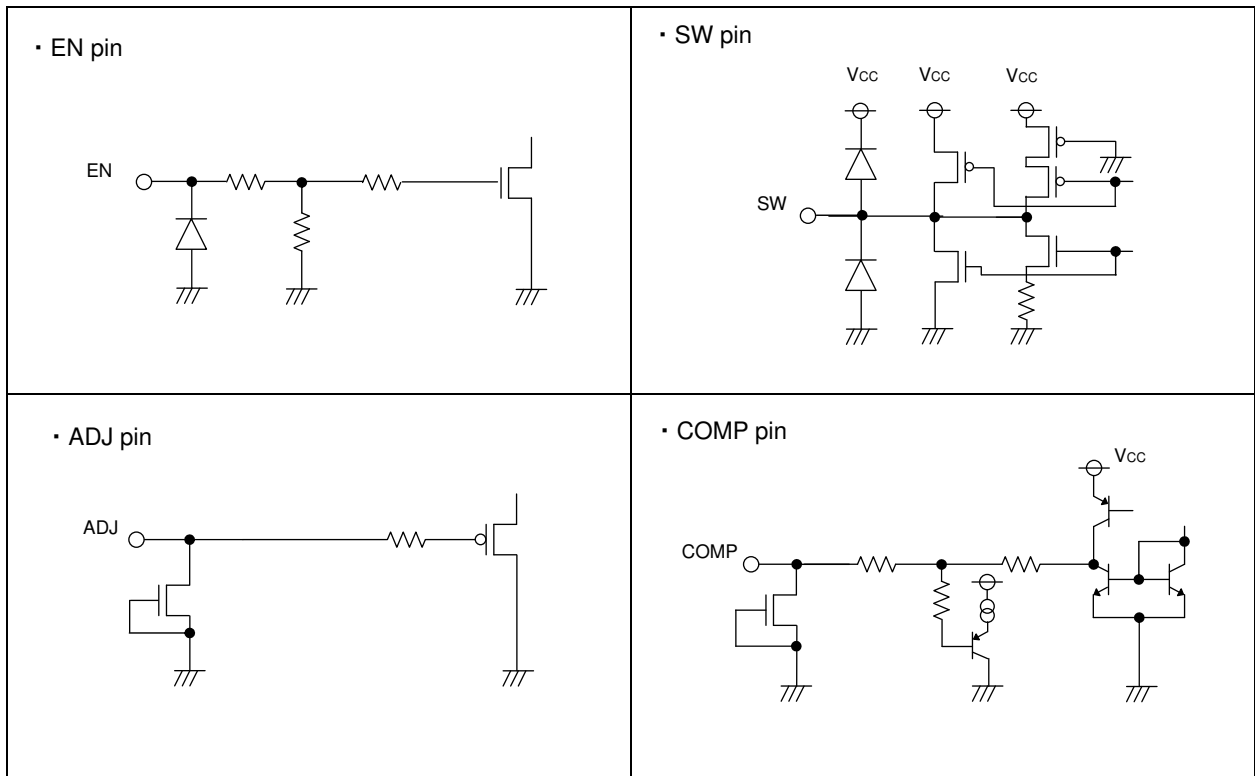 ・EN pin
EN
・SW pin
Vcc Vcc Vcc
SW
・ADJ pin
ADJ
・COMP pin
Vcc
COMP